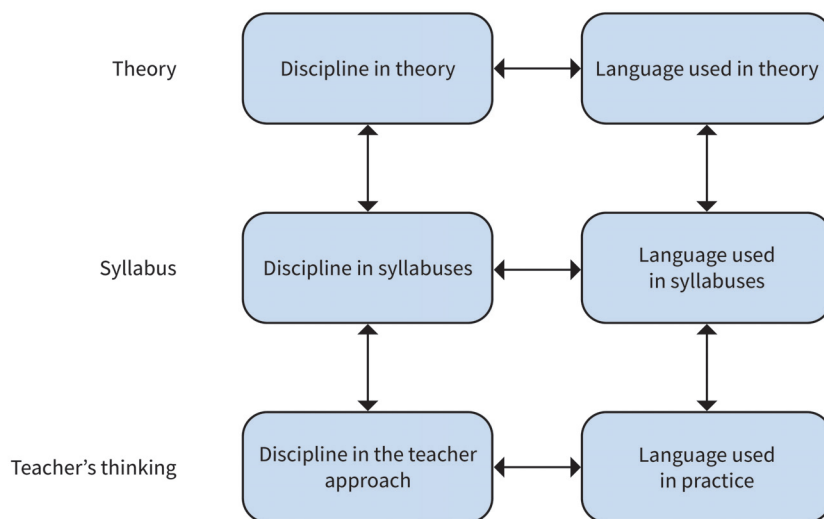 Theory
Discipline in theory
Language used in theory
Syllabus
Discipline in syllabuses
Language used
in syllabuses
Teacher’s thinking
Discipline in the teacher
approach
Language used
in practice